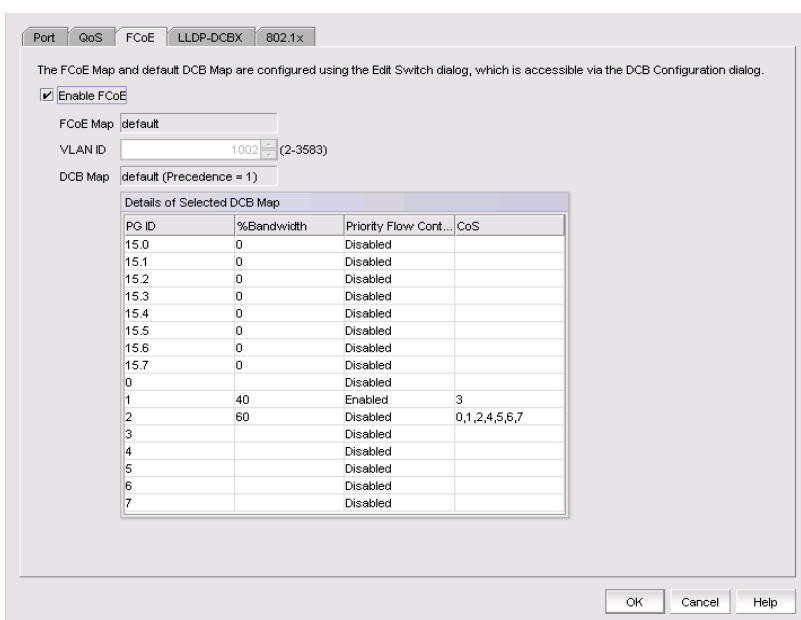 Port QoS FCoE LLDP-DCBX 802.1x
The FCoE Map and default DCB Map are configured using the Edit Switch dialog, which is accessible via the DCB Configuration dialog.
Enable FCoE
FCoE Map default
VLAN ID 1002 (2-3583)
DCB Map default (Precedence = 1)
Details of Selected DCB Map
PG ID %Bandwidth Priority Flow Cont... CoS
15.0 0 Disabled
15.1 0 Disabled
15.2 0 Disabled
15.3 0 Disabled
15.4 0 Disabled
15.5 0 Disabled
15.6 0 Disabled
15.7 0 Disabled
0 Disabled
1 40 Enabled 3
2 60 Disabled 0,1,2,4,5,6,7
3 Disabled
4 Disabled
5 Disabled
6 Disabled
7 Disabled
OK Cancel Help